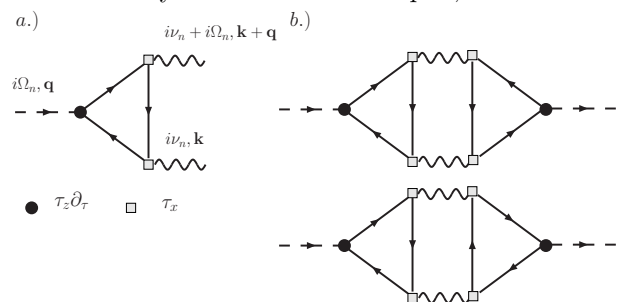 a.)
b.)
iν_n + iΩ_n, **k** + **q**
iΩ_n, **q**
iν_n, **k**
τ_z∂_τ
τ_x